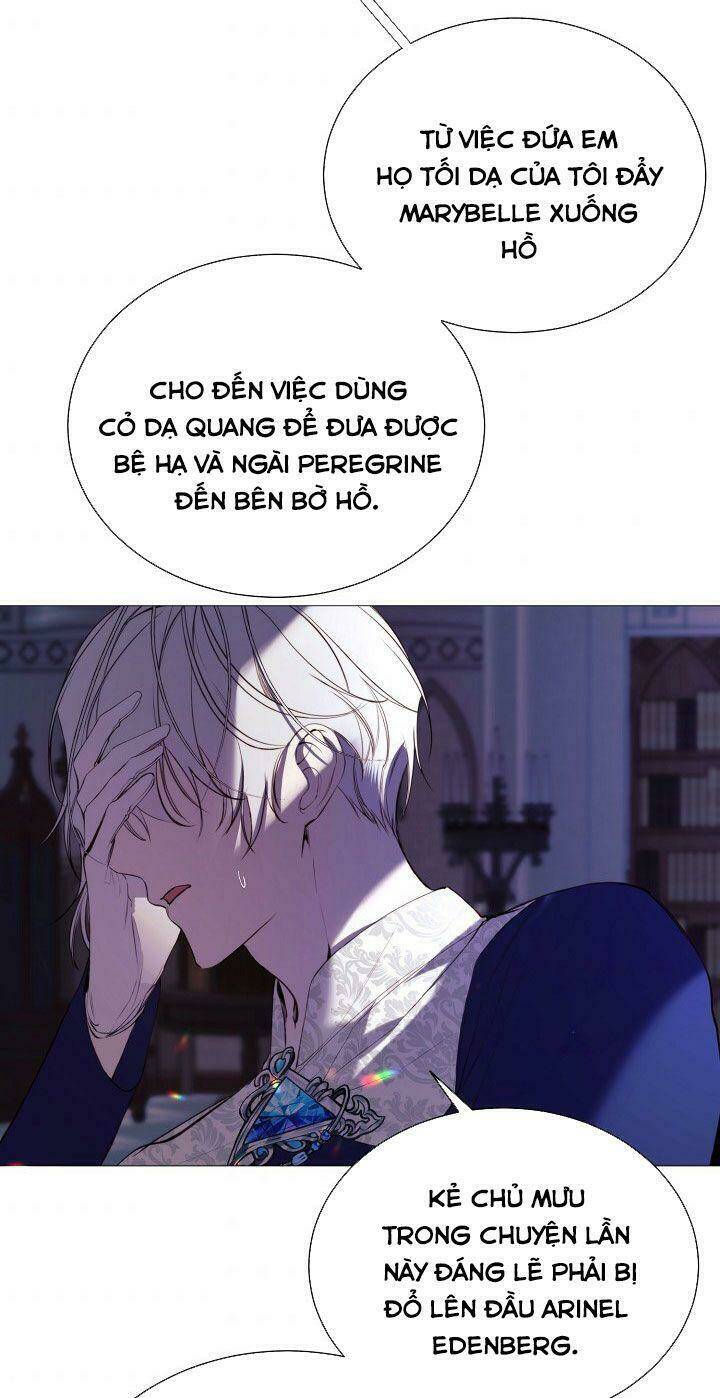 TỪ VIỆC ĐỨA EM
HỌ TỐI DẠ CỦA TÔI ĐẨY
MARYBELLE XUỐNG
HỒ
CHO ĐẾN VIỆC DÙNG
CỎ DẠ QUANG ĐỂ ĐƯA ĐƯỢC
BỆ HẠ VÀ NGÀI PEREGRINE
ĐẾN BÊN BỜ HỒ.
KẺ CHỦ MƯU
TRONG CHUYỆN LẦN
NÀY ĐÁNG LẼ PHẢI BỊ
ĐỔ LÊN ĐẦU ARINEL
EDENBERG.